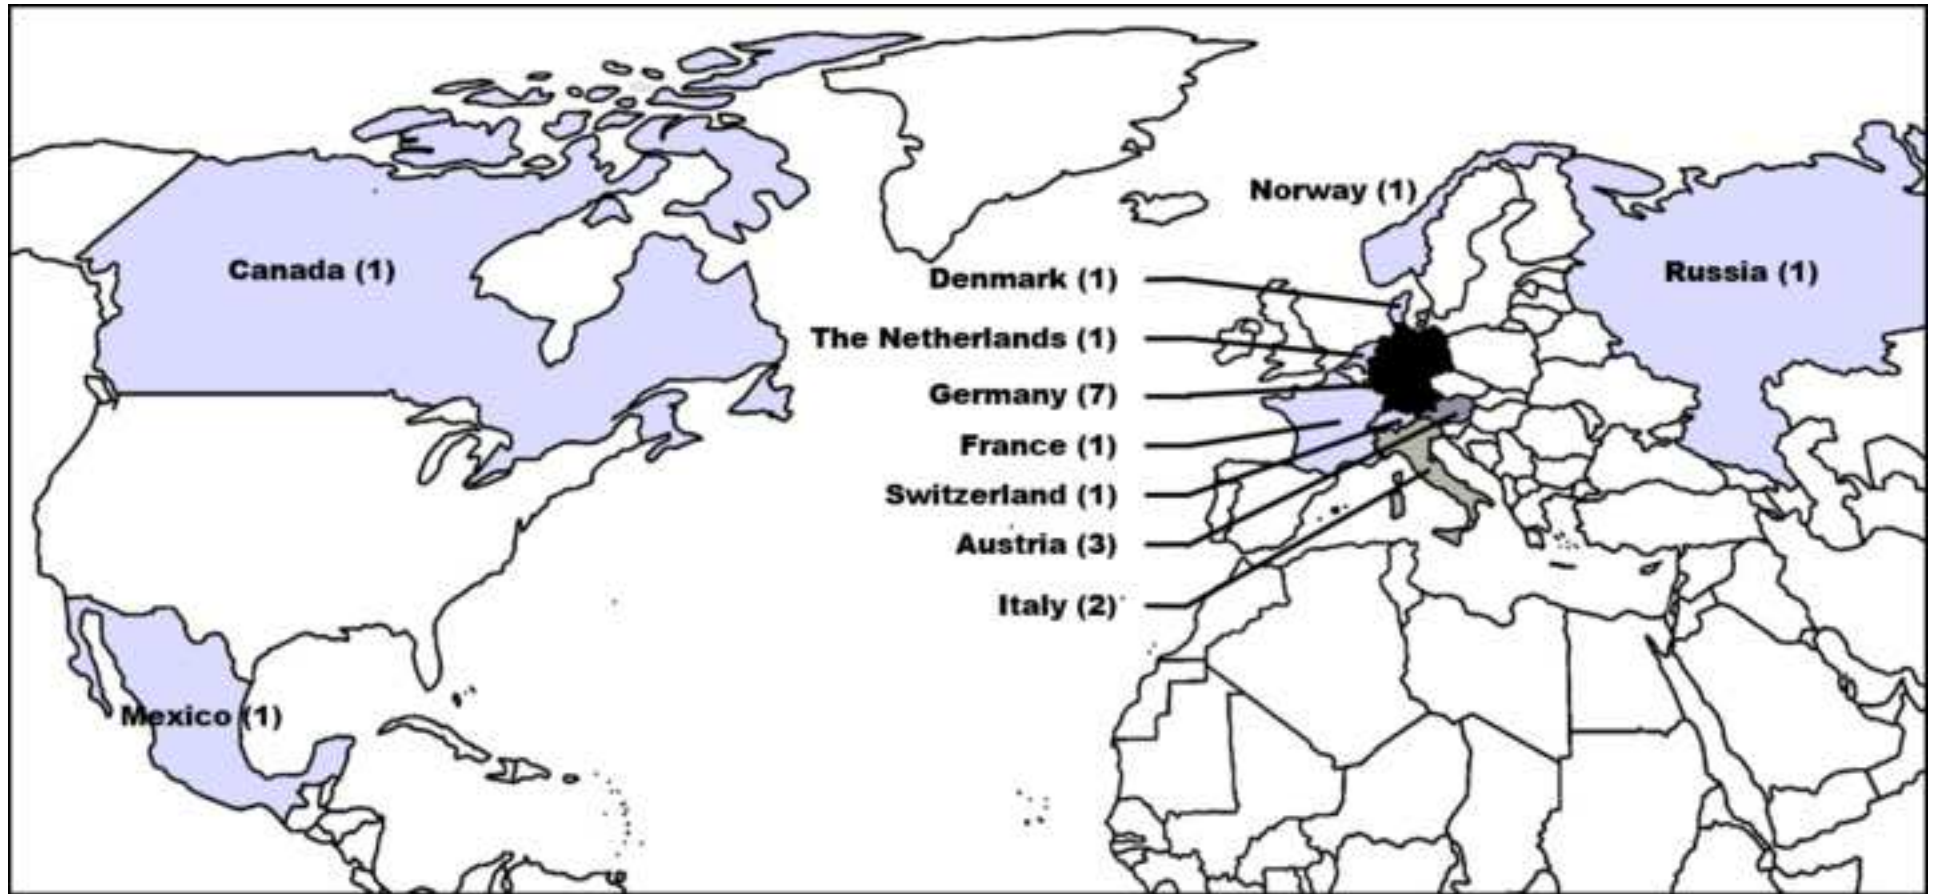 Norway (1)
Canada (1)
Denmark (1)
Russia (1)
The Netherlands (1)
Germany (7)
France (1)
Switzerland (1)
Austria (3)
Italy (2)
Mexico (1)